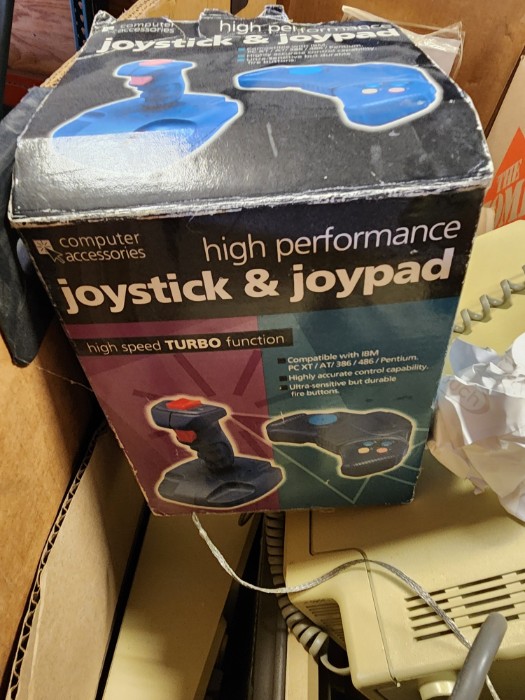 computer
accessories
high performance
joystick & joypad
computer
accessories
high performance
joystick & joypad
high speed TURBO function
Compatible with IBM
PC XT / AT/ 386 / 486 / Pentium.
Highly accurate control capability.
Ultra-sensitive but durable
fire buttons.
THE